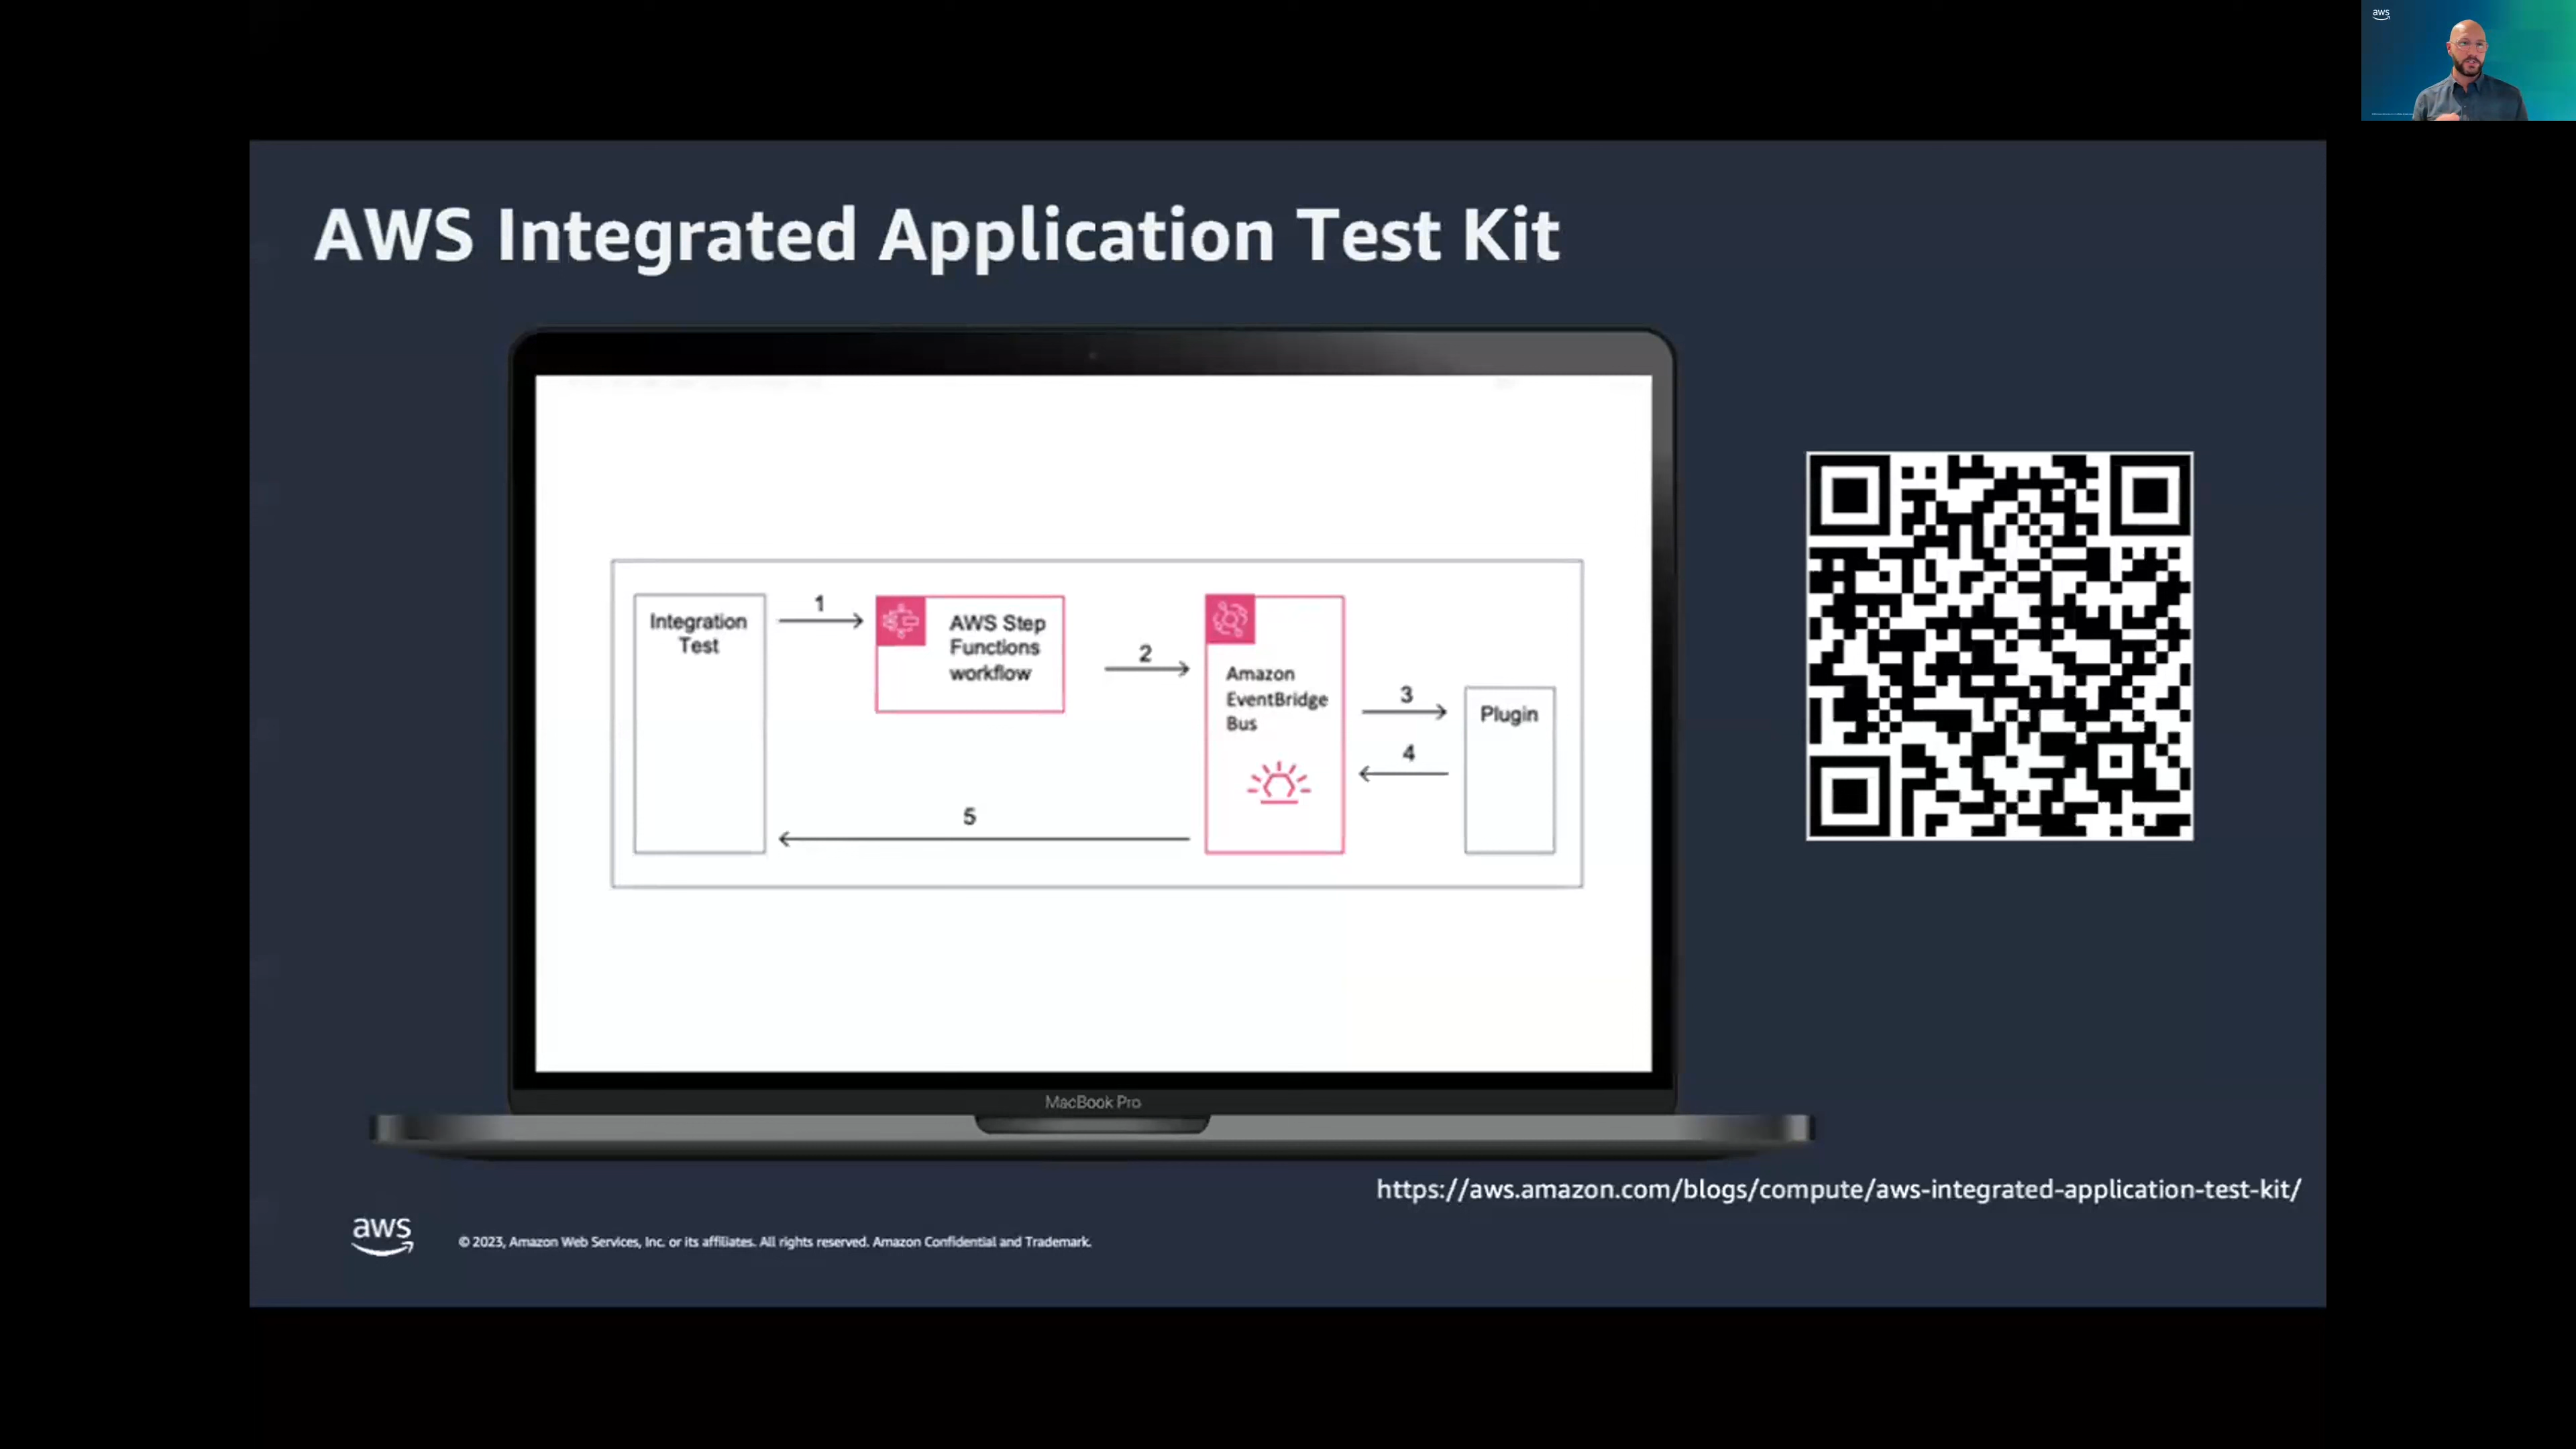 aws
AWS Integrated Application Test Kit
Integration
Test
1
AWS Step
Functions
workflow
2
Amazon
EventBridge
Bus
3
4
Plugin
5
MacBook Pro
https://aws.amazon.com/blogs/compute/aws-integrated-application-test-kit/
aws
© 2023, Amazon Web Services, Inc. or its affiliates. All rights reserved. Amazon Confidential and Trademark.